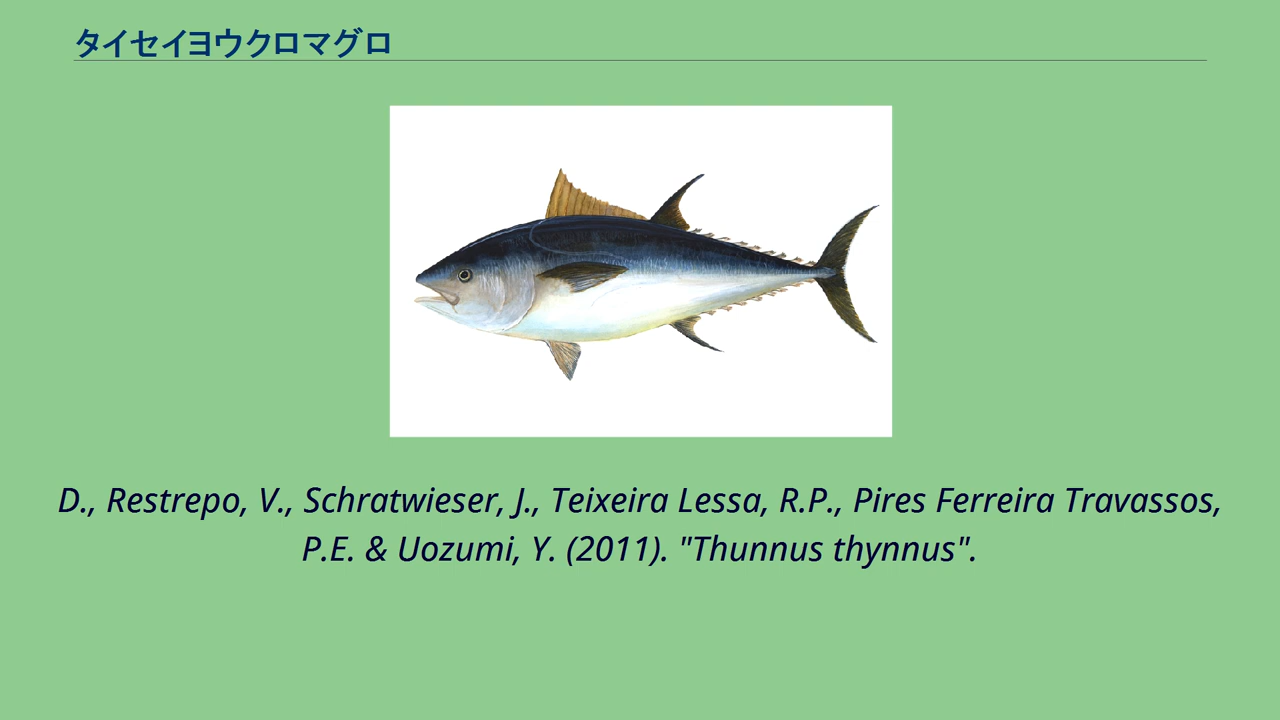 タイセイヨウクロマグロ
D., Restrepo, V., Schratwieser, J., Teixeira Lessa, R.P., Pires Ferreira Travassos,
P.E. & Uozumi, Y. (2011). "Thunnus thynnus".